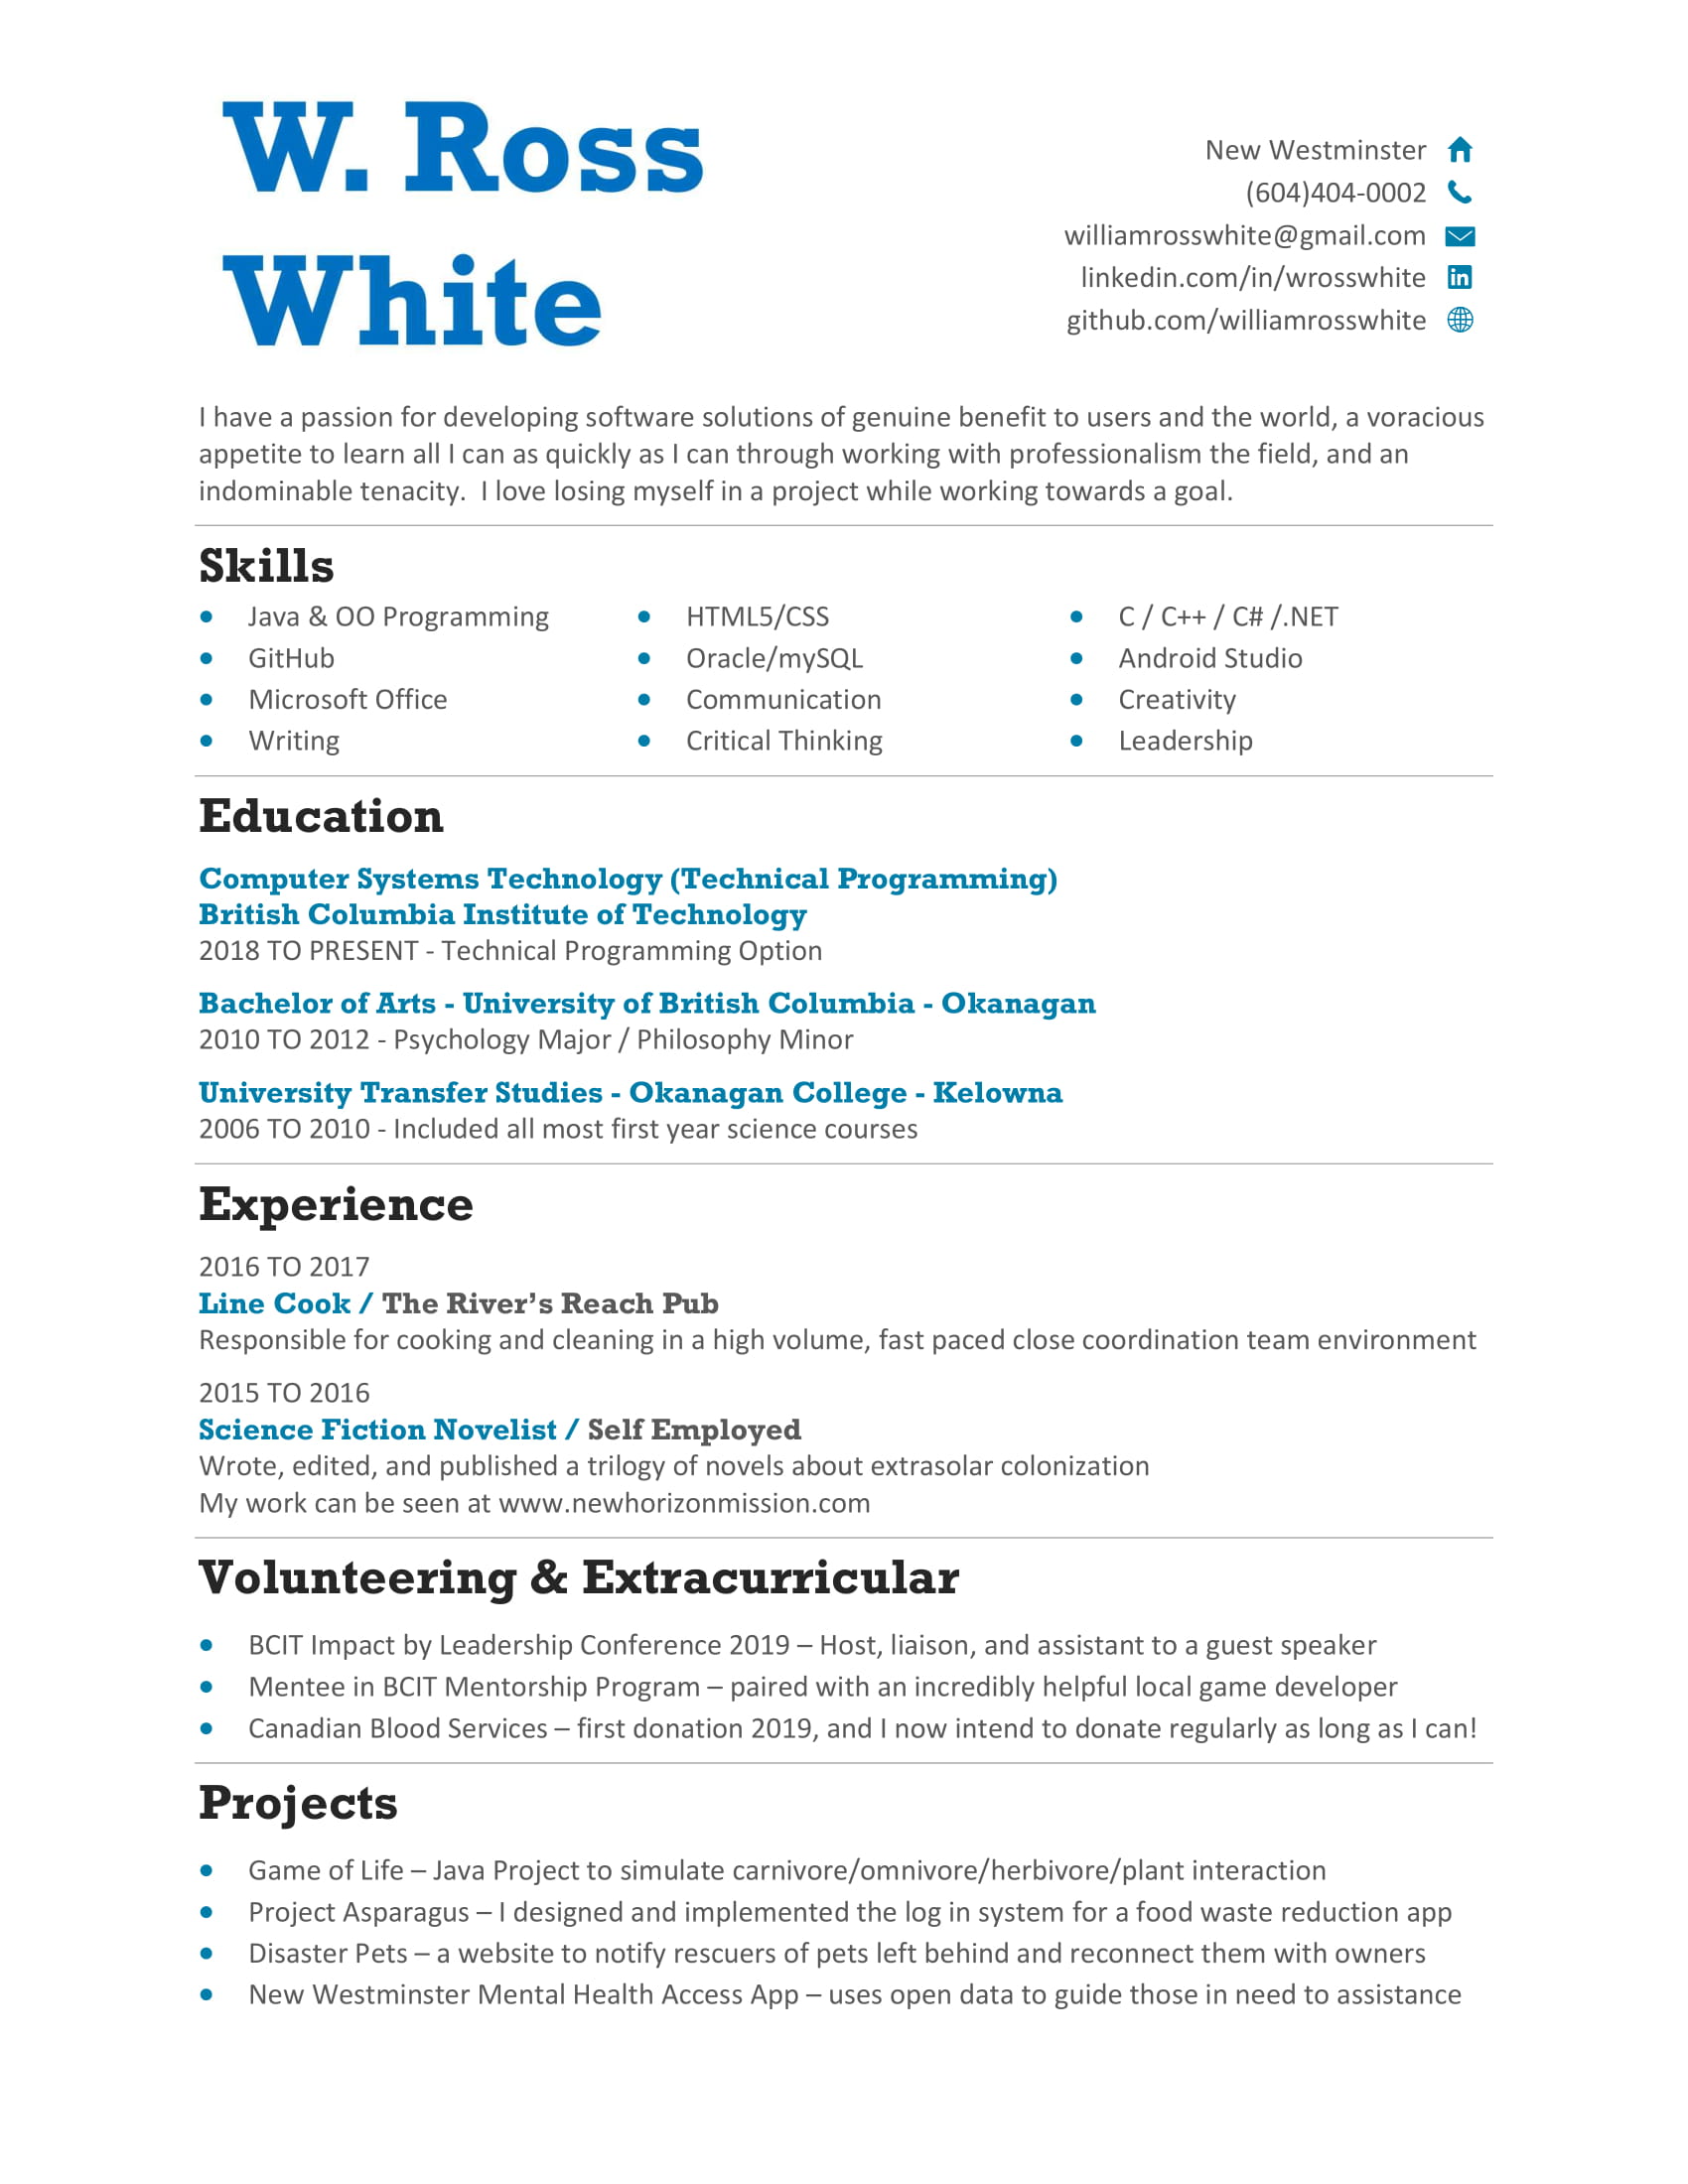 W. Ross
White
New Westminster
(604)404-0002
williamrosswhite@gmail.com
linkedin.com/in/wrosswhite
github.com/williamrosswhite
I have a passion for developing software solutions of genuine benefit to users and the world, a voracious
appetite to learn all I can as quickly as I can through working with professionalism the field, and an
indominable tenacity.  I love losing myself in a project while working towards a goal.
Skills
• Java & OO Programming
• GitHub
• Microsoft Office
• Writing
• HTML5/CSS
• Oracle/mySQL
• Communication
• Critical Thinking
• C / C++ / C# /.NET
• Android Studio
• Creativity
• Leadership
Education
Computer Systems Technology (Technical Programming)
British Columbia Institute of Technology
2018 TO PRESENT - Technical Programming Option
Bachelor of Arts - University of British Columbia - Okanagan
2010 TO 2012 - Psychology Major / Philosophy Minor
University Transfer Studies - Okanagan College - Kelowna
2006 TO 2010 - Included all most first year science courses
Experience
2016 TO 2017
Line Cook / The River’s Reach Pub
Responsible for cooking and cleaning in a high volume, fast paced close coordination team environment
2015 TO 2016
Science Fiction Novelist / Self Employed
Wrote, edited, and published a trilogy of novels about extrasolar colonization
My work can be seen at www.newhorizonmission.com
Volunteering & Extracurricular
• BCIT Impact by Leadership Conference 2019 – Host, liaison, and assistant to a guest speaker
• Mentee in BCIT Mentorship Program – paired with an incredibly helpful local game developer
• Canadian Blood Services – first donation 2019, and I now intend to donate regularly as long as I can!
Projects
• Game of Life – Java Project to simulate carnivore/omnivore/herbivore/plant interaction
• Project Asparagus – I designed and implemented the log in system for a food waste reduction app
• Disaster Pets – a website to notify rescuers of pets left behind and reconnect them with owners
• New Westminster Mental Health Access App – uses open data to guide those in need to assistance